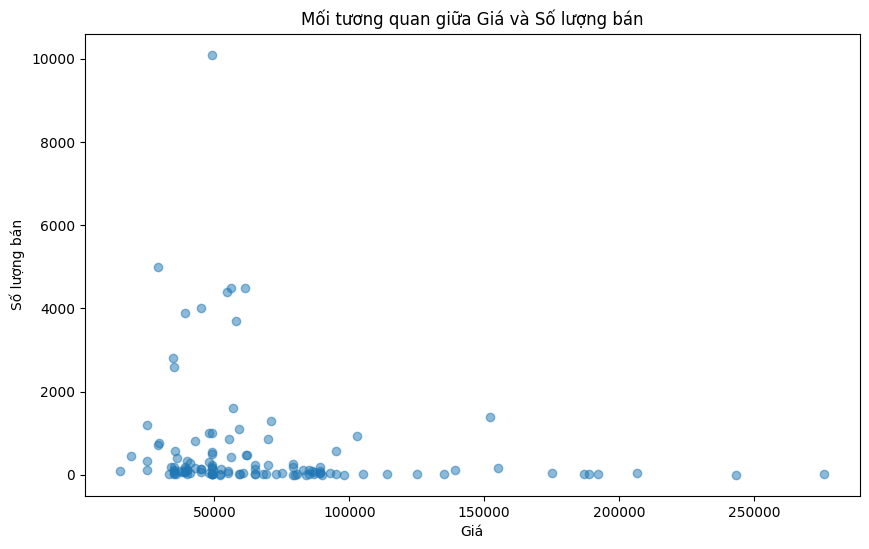 Mối tương quan giữa Giá và Số lượng bán
10000
8000
6000
4000
2000
0
Số lượng bán
50000 100000 150000 200000 250000
Giá